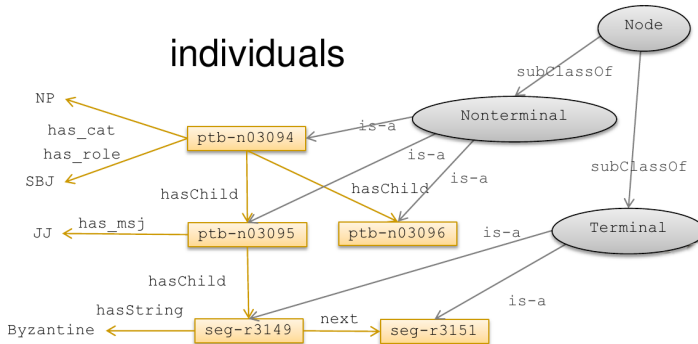 individuals
Node
subClassOf
NP
Nonterminal
has_cat
is-a
ptb-n03094
has_role
is-a
subClassOf
SBJ
hasChild
hasChild
is-a
has_msj
JJ
ptb-n03095
ptb-n03096
is-a
Terminal
hasChild
is-a
hasString
next
Byzantine
seg-r3149
seg-r3151